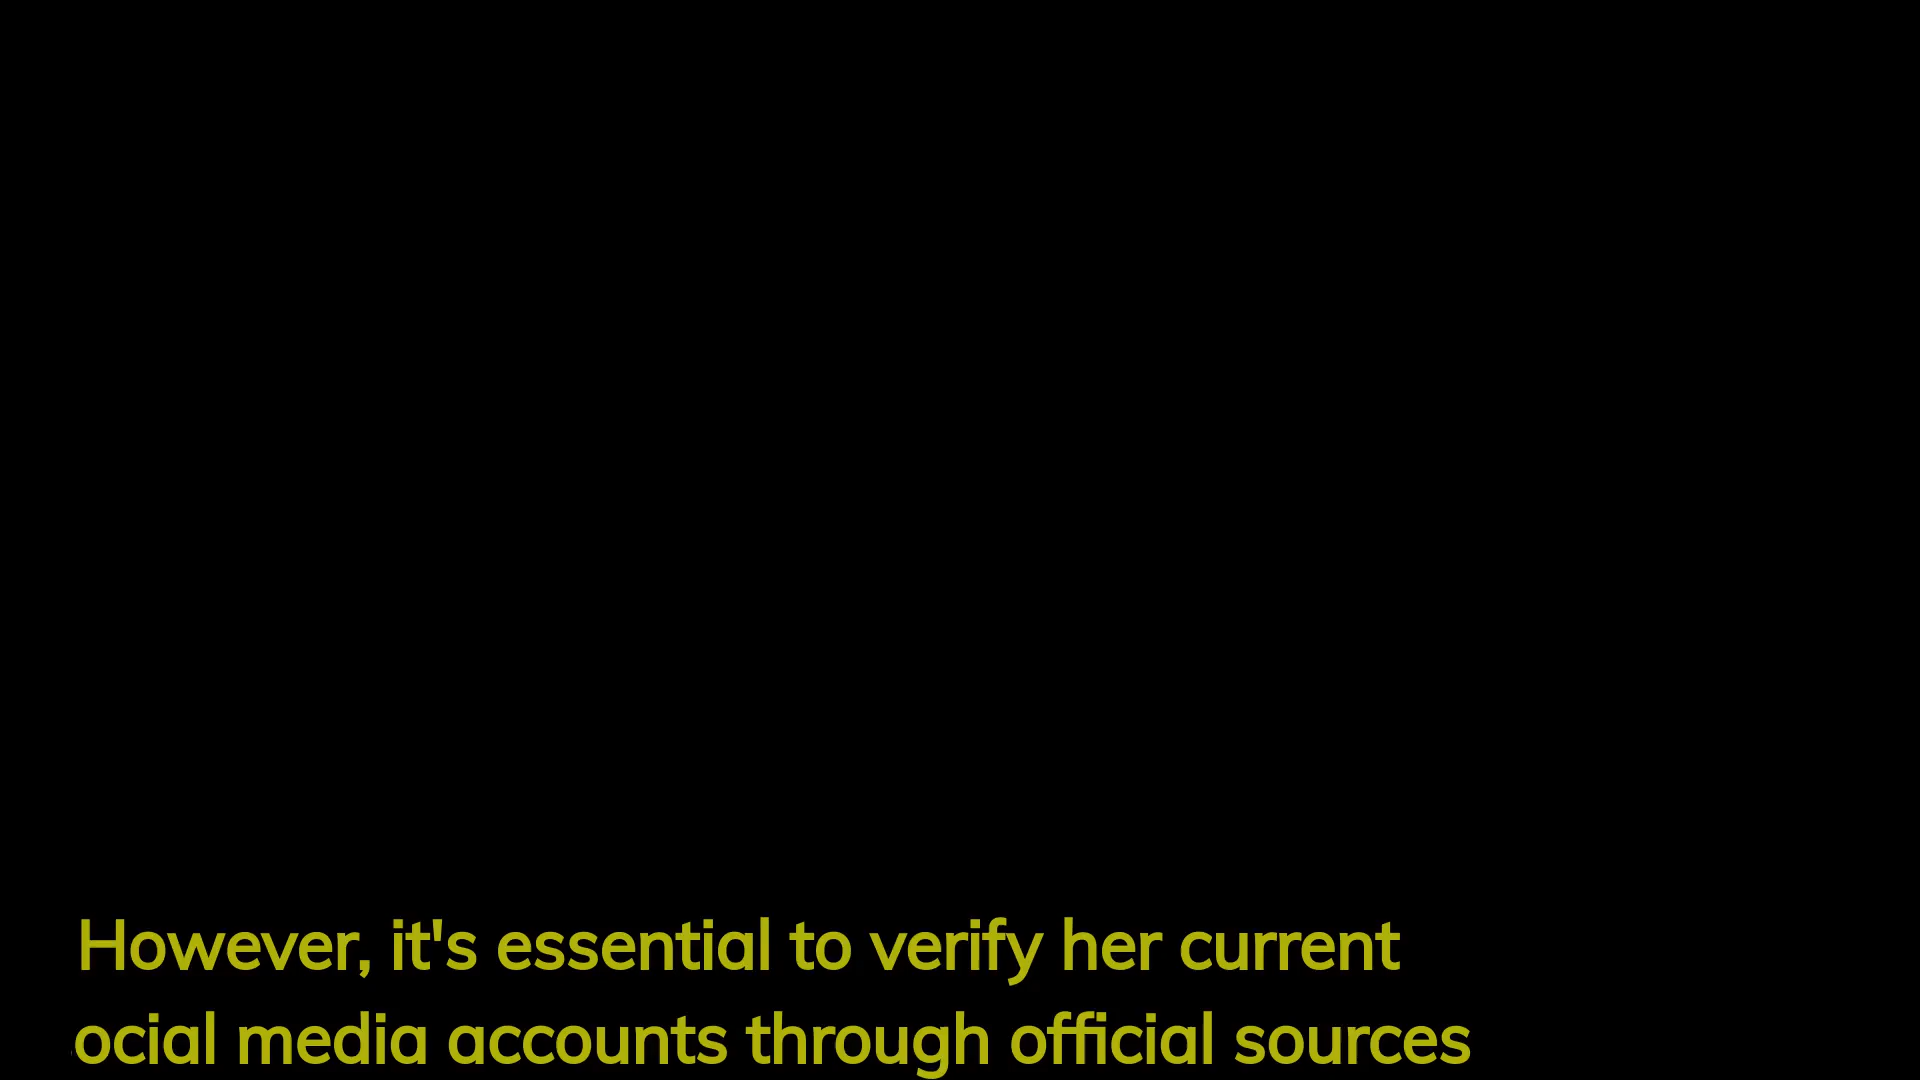 However, it's essential to verify her current
ocial media accounts through official sources